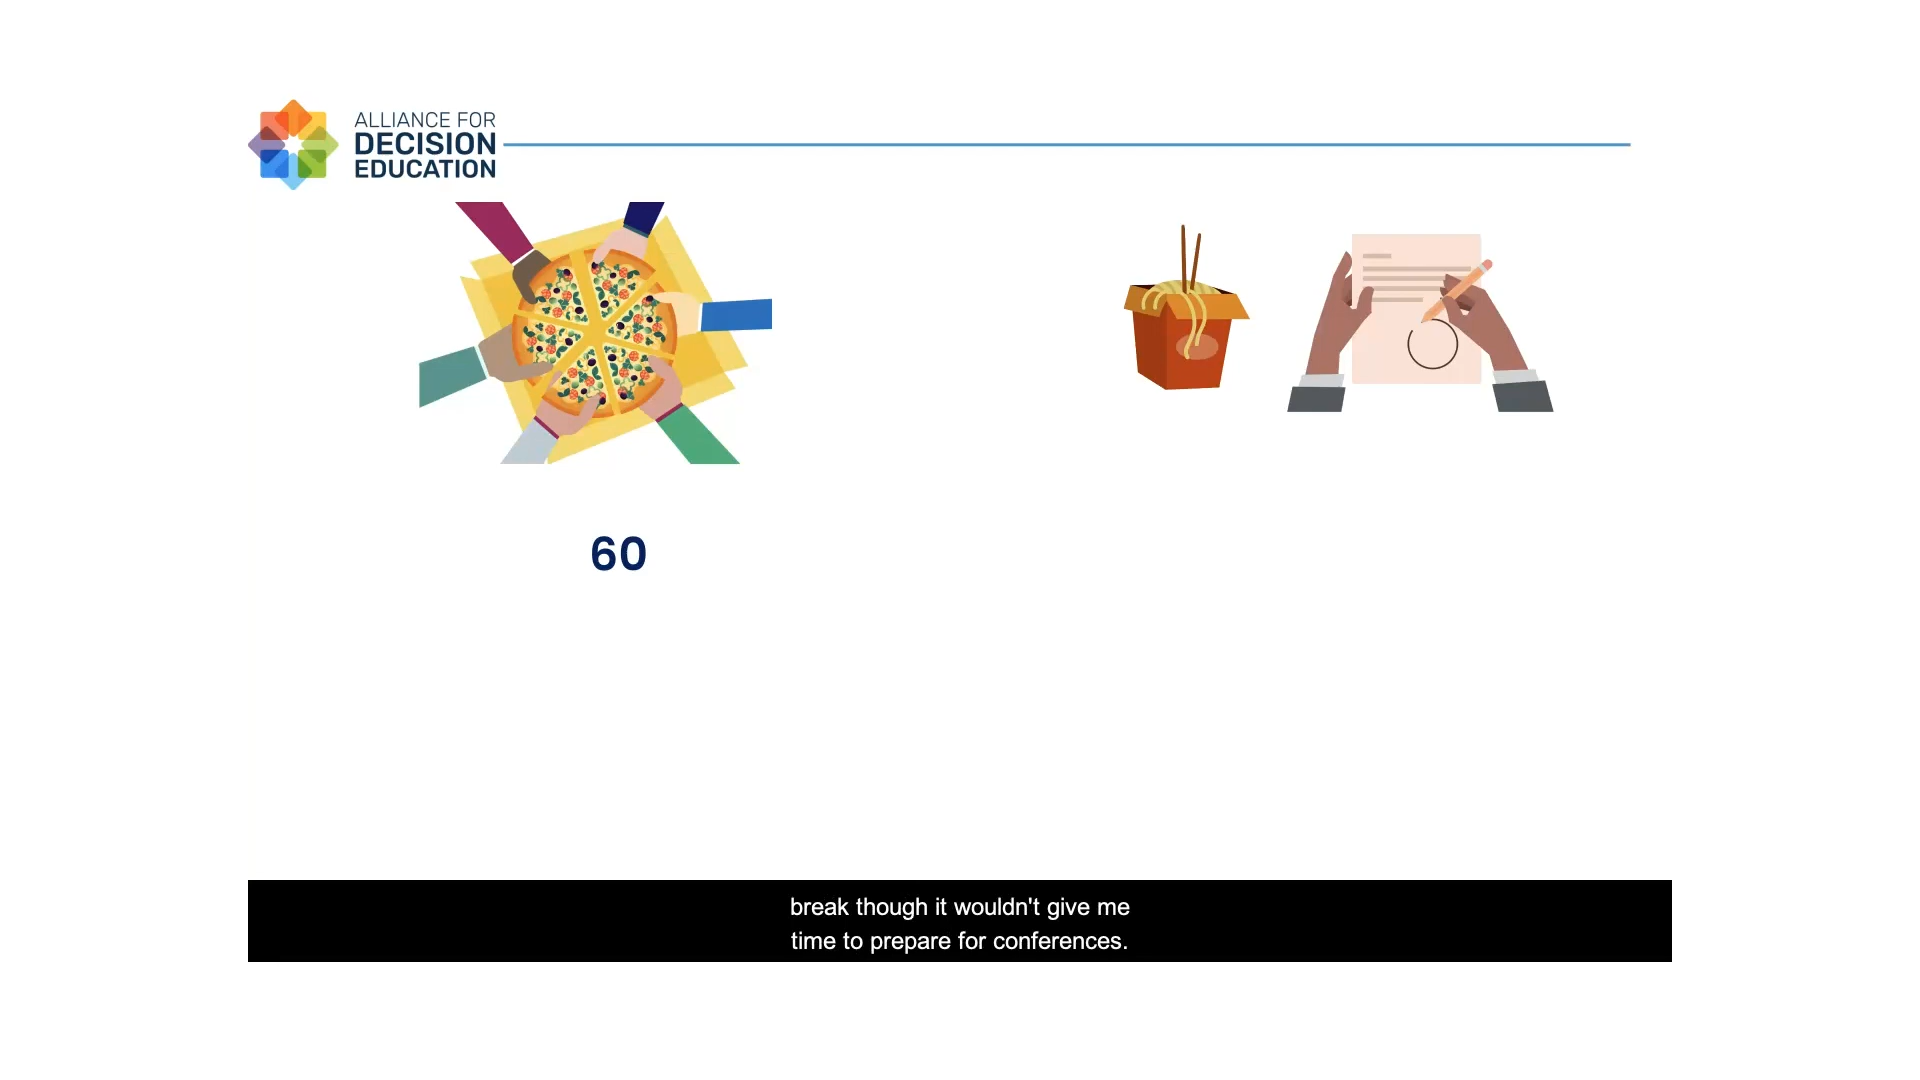 ALLIANCE FOR
DECISION
EDUCATION
60
break though it wouldn't give me
time to prepare for conferences.